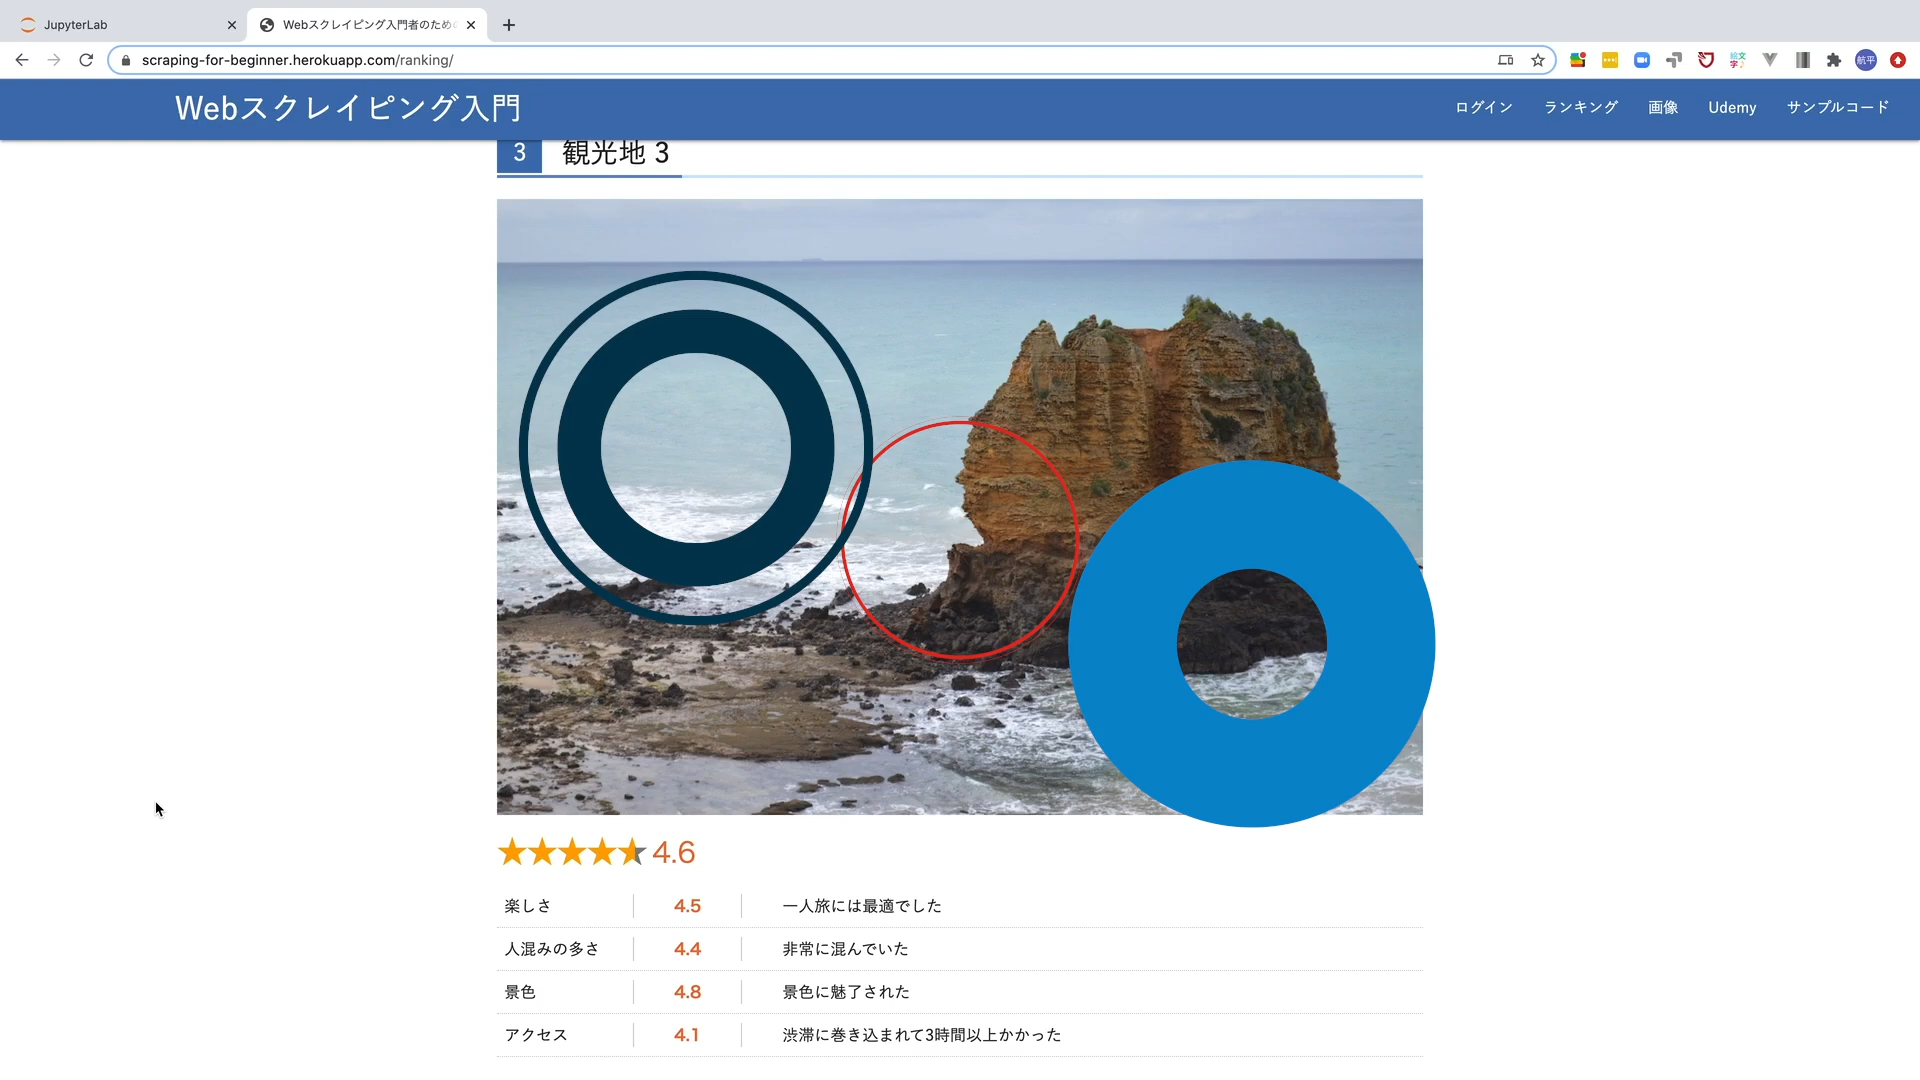 JupyterLab
Webスクレイピング入門者のため
scraping-for-beginner.herokuapp.com/ranking/
航平
Webスクレイピング入門
ログイン ランキング 画像 Udemy サンプルコード
3 観光地 3
★★★★★ 4.6
楽しさ 4.5 一人旅には最適でした
人混みの多さ 4.4 非常に混んでいた
景色 4.8 景色に魅了された
アクセス 4.1 渋滞に巻き込まれて3時間以上かかった